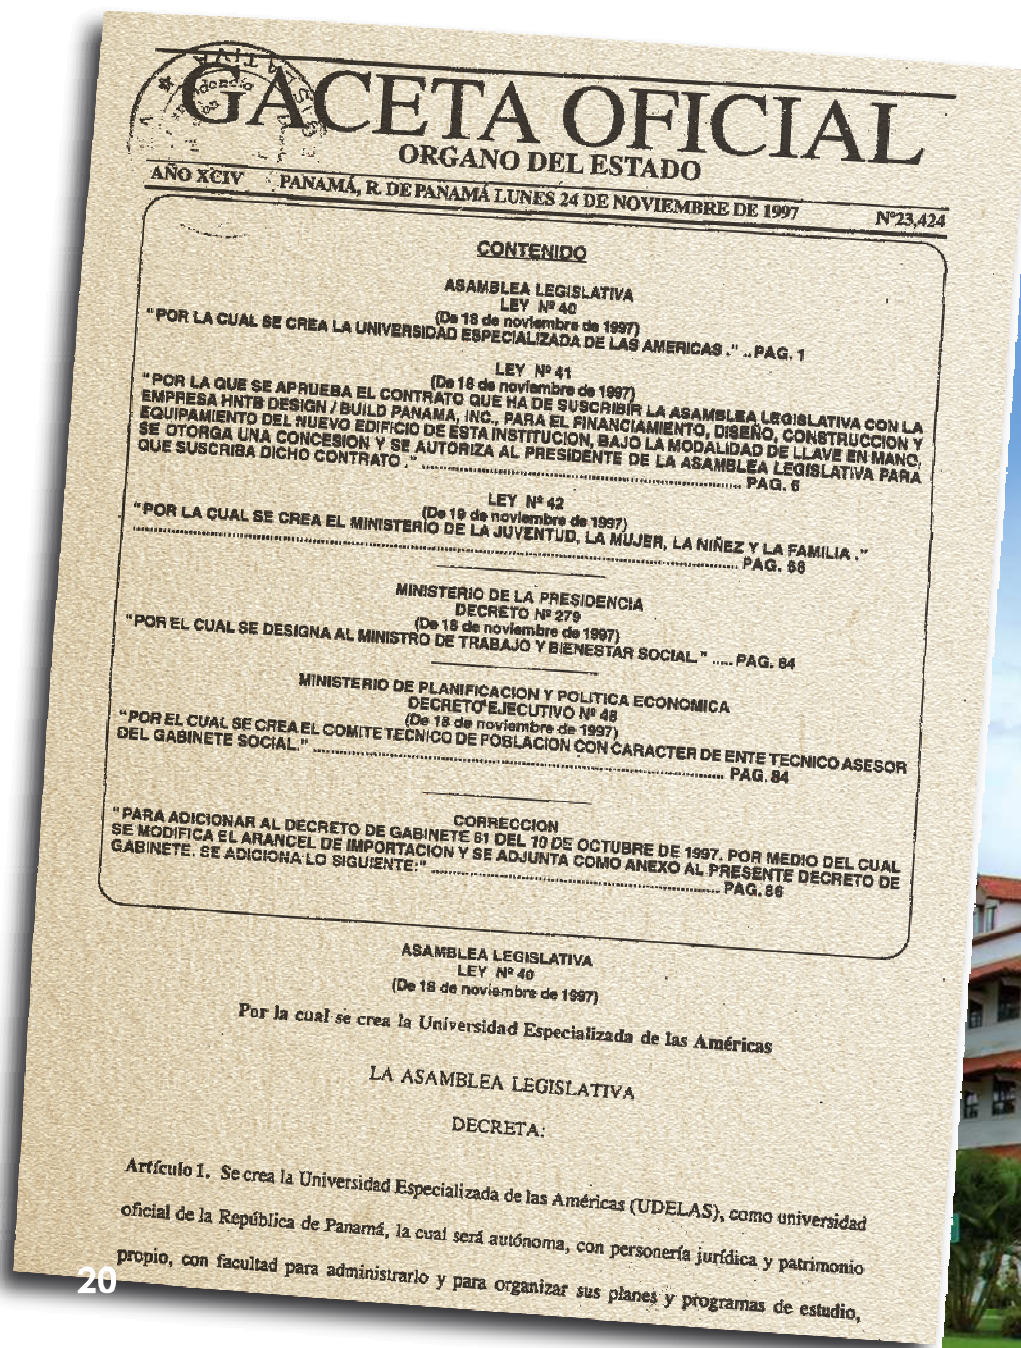 GACETA OFICIAL
ORGANO DEL ESTADO
AÑO XCIV PANAMÁ, R. DE PANAMÁ LUNES 24 DE NOVIEMBRE DE 1997 Nº23,424
CONTENIDO
ASAMBLEA LEGISLATIVA
LEY Nº 40
(De 18 de noviembre de 1997)
"POR LA CUAL SE CREA LA UNIVERSIDAD ESPECIALIZADA DE LAS AMERICAS ." .. PAG. 1
LEY Nº 41
(De 18 de noviembre de 1997)
"POR LA QUE SE APRUEBA EL CONTRATO QUE HA DE SUSCRIBIR LA ASAMBLEA LEGISLATIVA CON LA
EMPRESA HNTB DESIGN / BUILD PANAMA, INC., PARA EL FINANCIAMIENTO, DISEÑO, CONSTRUCCION Y
EQUIPAMIENTO DEL NUEVO EDIFICIO DE ESTA INSTITUCION, BAJO LA MODALIDAD DE LLAVE EN MANO,
SE OTORGA UNA CONCESION Y SE AUTORIZA AL PRESIDENTE DE LA ASAMBLEA LEGISLATIVA PARA
QUE SUSCRIBA DICHO CONTRATO ." ........ PAG. 6
LEY Nº 42
(De 19 de noviembre de 1997)
"POR LA CUAL SE CREA EL MINISTERIO DE LA JUVENTUD, LA MUJER, LA NIÑEZ Y LA FAMILIA ."
........ PAG. 68
MINISTERIO DE LA PRESIDENCIA
DECRETO Nº 279
(De 18 de noviembre de 1997)
"POR EL CUAL SE DESIGNA AL MINISTRO DE TRABAJO Y BIENESTAR SOCIAL." ..... PAG. 84
MINISTERIO DE PLANIFICACION Y POLITICA ECONOMICA
DECRETO EJECUTIVO Nº 48
(De 18 de noviembre de 1997)
"POR EL CUAL SE CREA EL COMITE TECNICO DE POBLACION CON CARACTER DE ENTE TECNICO ASESOR
DEL GABINETE SOCIAL." ........ PAG. 84
CORRECCION
"PARA ADICIONAR AL DECRETO DE GABINETE 61 DEL 10 DE OCTUBRE DE 1997. POR MEDIO DEL CUAL
SE MODIFICA EL ARANCEL DE IMPORTACION Y SE ADJUNTA COMO ANEXO AL PRESENTE DECRETO DE
GABINETE. SE ADICIONA LO SIGUIENTE:" ........ PAG. 86
ASAMBLEA LEGISLATIVA
LEY Nº 40
(De 18 de noviembre de 1997)
Por la cual se crea la Universidad Especializada de las Américas
LA ASAMBLEA LEGISLATIVA
DECRETA:
Artículo 1. Se crea la Universidad Especializada de las Américas (UDELAS), como universidad
oficial de la República de Panamá, la cual será autónoma, con personería jurídica y patrimonio
propio, con facultad para administrarlo y para organizar sus planes y programas de estudio,
20